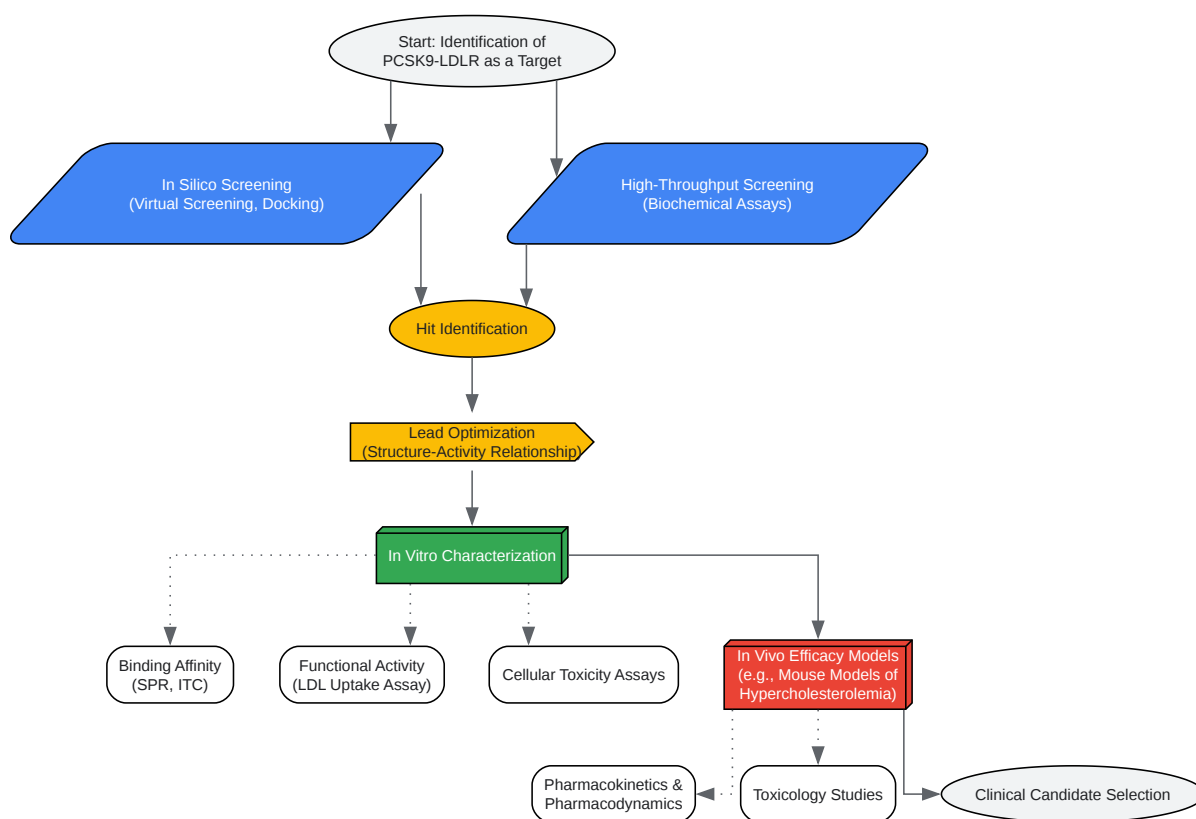 Start: Identification of
PCSK9-LDLR as a Target
In Silico Screening
(Virtual Screening, Docking)
High-Throughput Screening
(Biochemical Assays)
Hit Identification
Lead Optimization
(Structure-Activity Relationship)
In Vitro Characterization
Binding Affinity
(SPR, ITC)
Functional Activity
(LDL Uptake Assay)
Cellular Toxicity Assays
In Vivo Efficacy Models
(e.g., Mouse Models of
Hypercholesterolemia)
Pharmacokinetics &
Pharmacodynamics
Toxicology Studies
Clinical Candidate Selection